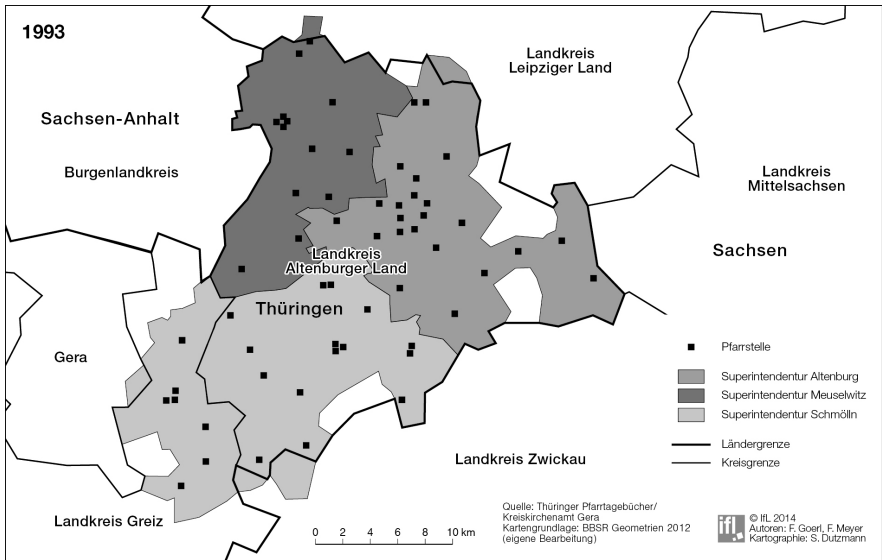 1993
Landkreis
Leipziger Land
Sachsen-Anhalt
Burgenlandkreis
Landkreis
Mittelsachsen
Sachsen
Landkreis
Altenburger Land
Thüringen
Gera
Pfarrstelle
Superintendentur Altenburg
Superintendentur Meuselwitz
Superintendentur Schmölln
Ländergrenze
Kreisgrenze
Landkreis Zwickau
Landkreis Greiz
0 2 4 6 8 10 km
Quelle: Thüringer Pfarrtagebücher/
Kreiskirchenamt Gera
Kartengrundlage: BBSR Geometrien 2012
(eigene Bearbeitung)
ifl
© IfL 2014
Autoren: F. Goerl, F. Meyer
Kartographie: S. Dutzmann